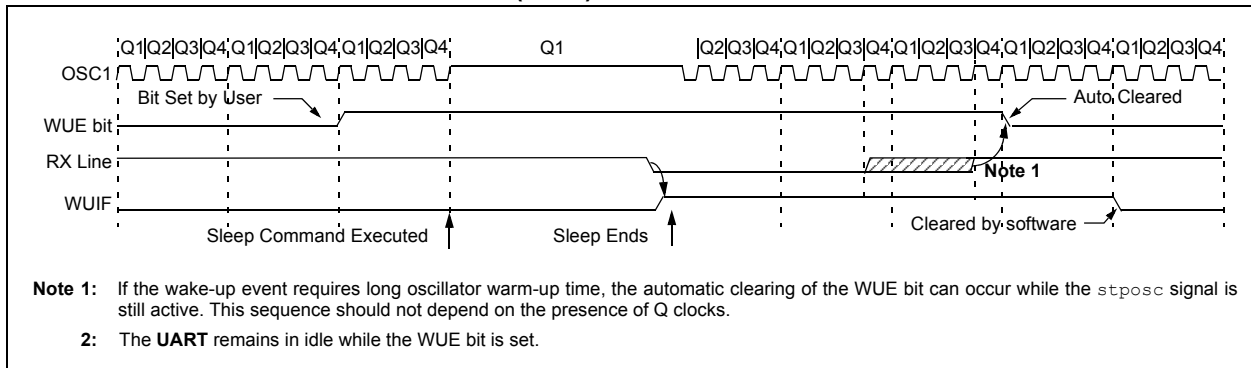 Q1 Q2 Q3 Q4 Q1 Q2 Q3 Q4 Q1 Q2 Q3 Q4 Q1 Q2 Q3 Q4 Q1 Q2 Q3 Q4 Q1 Q2 Q3 Q4 Q1 Q2 Q3 Q4 Q1 Q2 Q3 Q4
OSC1
Bit Set by User
Auto Cleared
WUE bit
RX Line
Note 1
WUIF
Cleared by software
Sleep Command Executed
Sleep Ends
Note 1: If the wake-up event requires long oscillator warm-up time, the automatic clearing of the WUE bit can occur while the stposc signal is
still active. This sequence should not depend on the presence of Q clocks.
2: The UART remains in idle while the WUE bit is set.